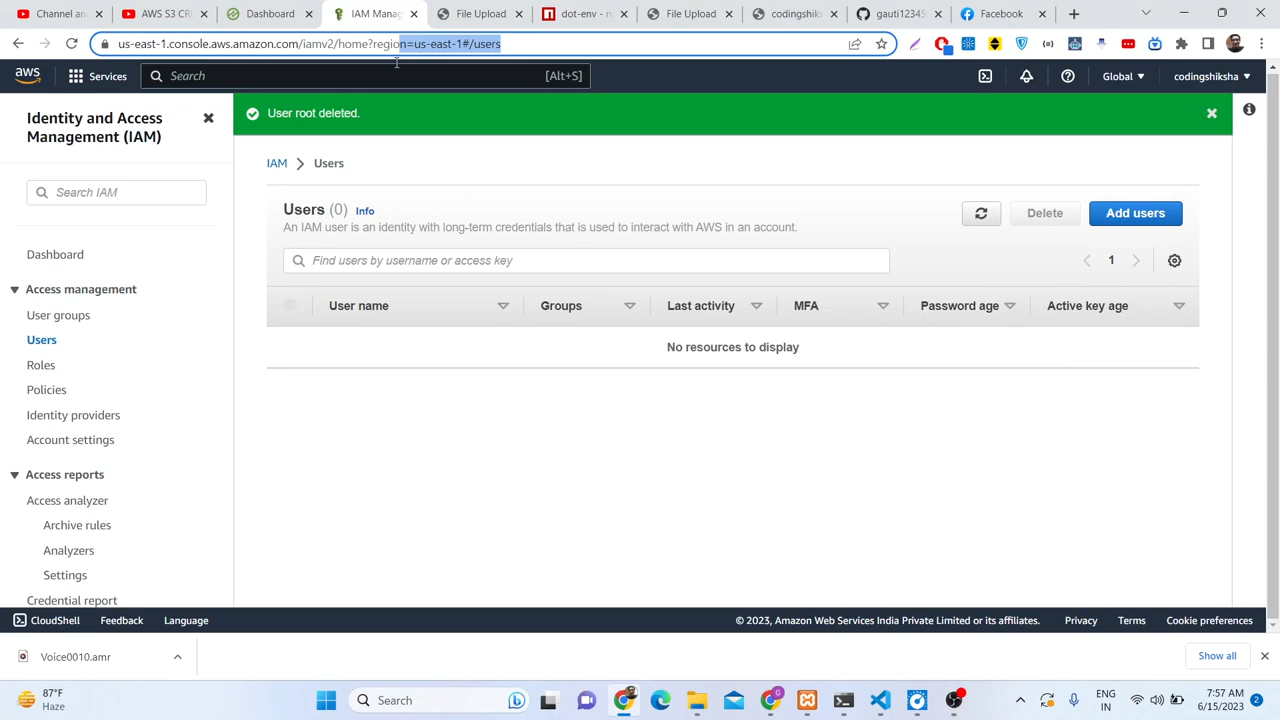 Channel ana
AWS S3 CRU
Dashboard
IAM Manag
File Upload
dot-env - n
File Upload
codingshiks
gauti12345
Facebook
us-east-1.console.aws.amazon.com/iamv2/home?region=us-east-1#/users
aws
Services
Search
[Alt+S]
Global
codingshiksha
Identity and Access
Management (IAM)
Search IAM
Dashboard
Access management
User groups
Users
Roles
Policies
Identity providers
Account settings
Access reports
Access analyzer
Archive rules
Analyzers
Settings
Credential report
User root deleted.
IAM
Users
Users (0) Info
An IAM user is an identity with long-term credentials that is used to interact with AWS in an account.
Delete
Add users
Find users by username or access key
1
User name
Groups
Last activity
MFA
Password age
Active key age
No resources to display
CloudShell
Feedback
Language
© 2023, Amazon Web Services India Private Limited or its affiliates.
Privacy
Terms
Cookie preferences
Voice0010.amr
Show all
87°F
Haze
Search
ENG
IN
7:57 AM
6/15/2023
2